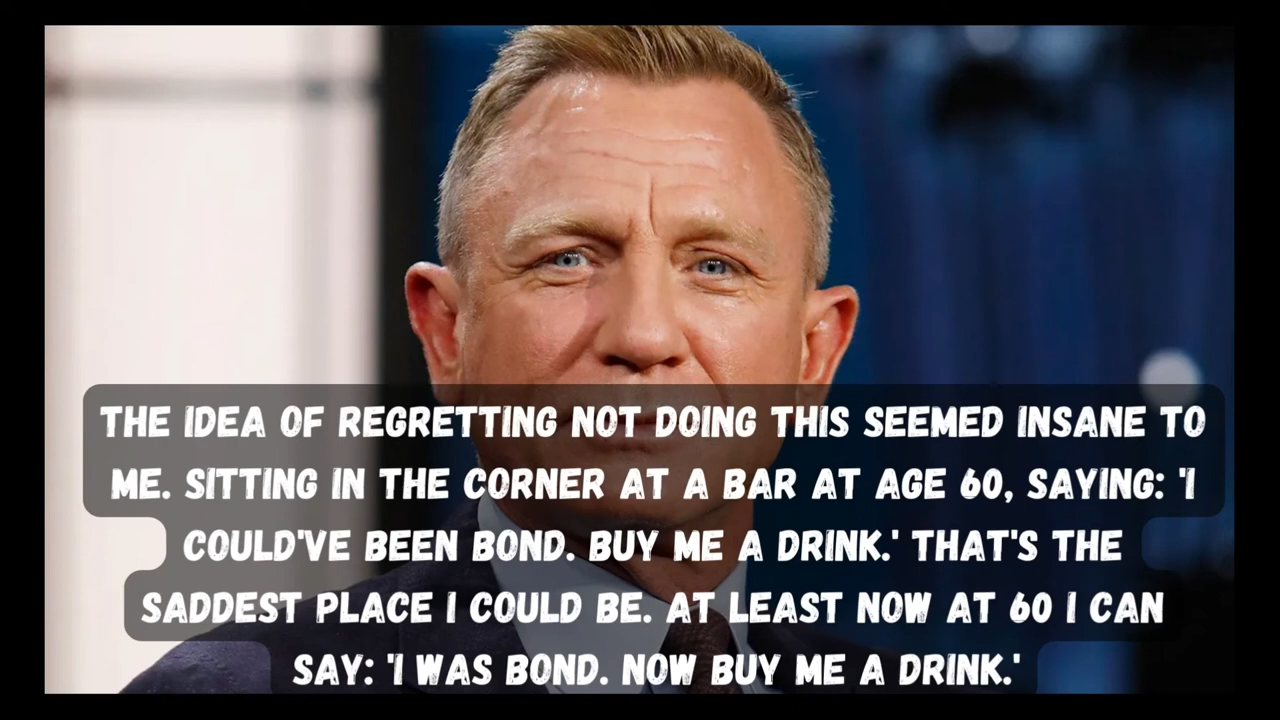 THE IDEA OF REGRETTING NOT DOING THIS SEEMED INSANE TO
ME. SITTING IN THE CORNER AT A BAR AT AGE 60, SAYING: 'I
COULD'VE BEEN BOND. BUY ME A DRINK.' THAT'S THE
SADDEST PLACE I COULD BE. AT LEAST NOW AT 60 I CAN
SAY: 'I WAS BOND. NOW BUY ME A DRINK.'